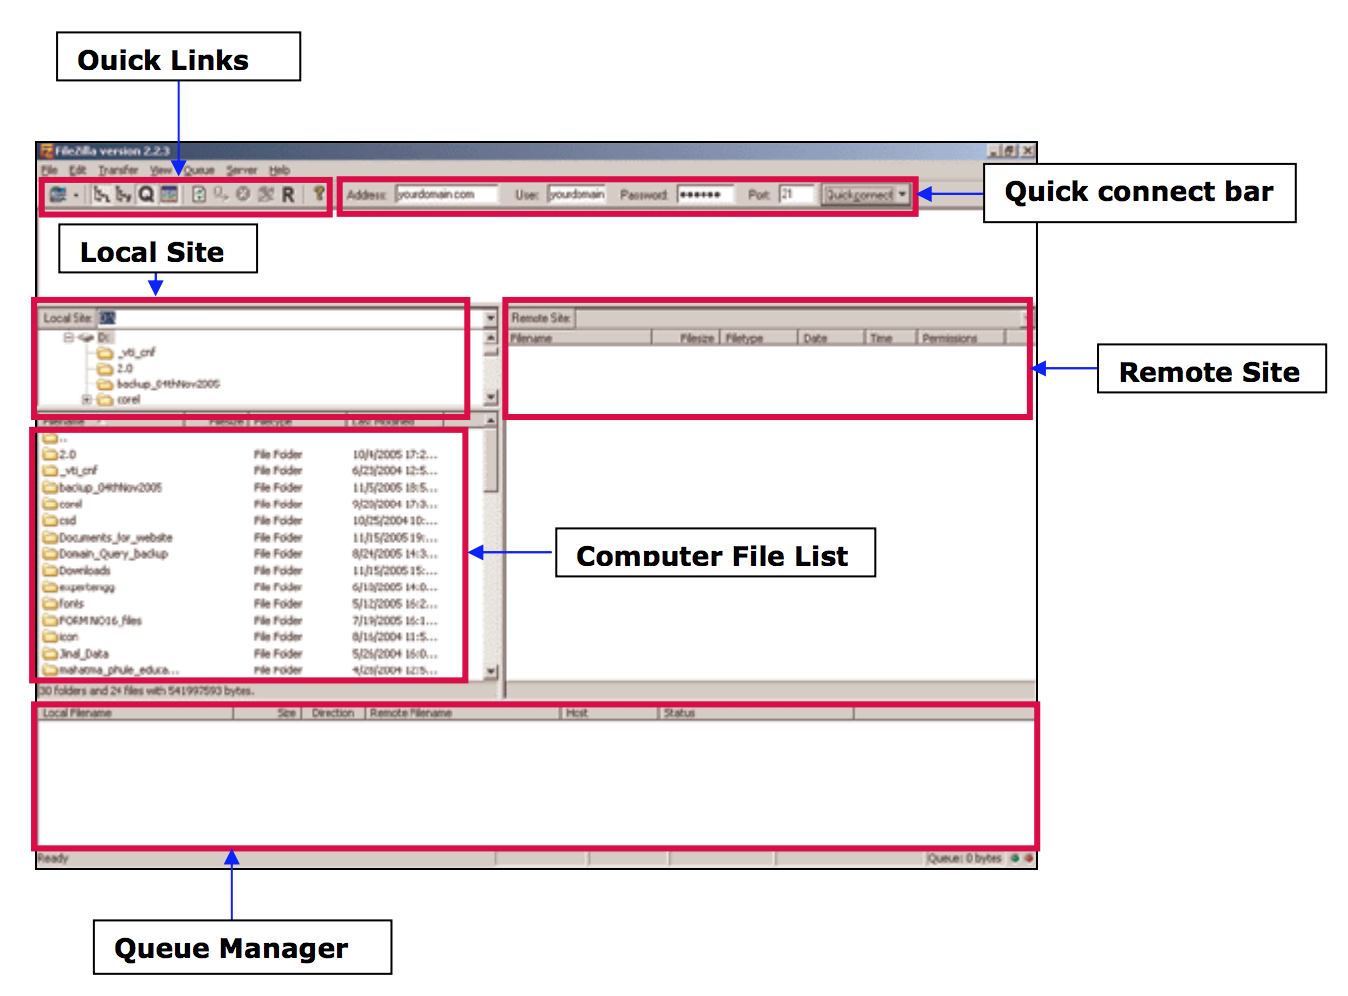 Quick Links
FileZilla version 2.2.3
File Edit Transfer View Queue Server Help
Address: yourdomain.com User: yourdomain Password: ●●●●●● Port: 21 Quickconnect
Quick connect bar
Local Site
Local Site: D:\
Remote Site:
D:
_vti_cnf
2.0
backup_04thNov2005
corel
Filename Filesize Filetype Date Time Permissions
Remote Site
Filename Filesize Filetype Last Modified
..
2.0 File Folder 10/4/2005 17:2...
_vti_cnf File Folder 6/23/2004 12:5...
backup_04thNov2005 File Folder 11/5/2005 18:5...
corel File Folder 9/20/2004 17:3...
csd File Folder 10/25/2004 10:...
Documents_for_website File Folder 11/15/2005 19:...
Domain_Query_backup File Folder 8/24/2005 14:3...
Downloads File Folder 11/15/2005 15:...
expertengg File Folder 6/10/2005 14:0...
fonts File Folder 5/12/2005 16:2...
FORM NO16_files File Folder 7/19/2005 16:1...
icon File Folder 8/16/2004 11:5...
Jinal_Data File Folder 5/26/2004 16:0...
mahatma_phule_educa... File Folder 4/28/2004 12:5...
Computer File List
30 folders and 24 files with 541997593 bytes.
Local Filename Size Direction Remote Filename Host Status
Ready Queue: 0 bytes
Queue Manager